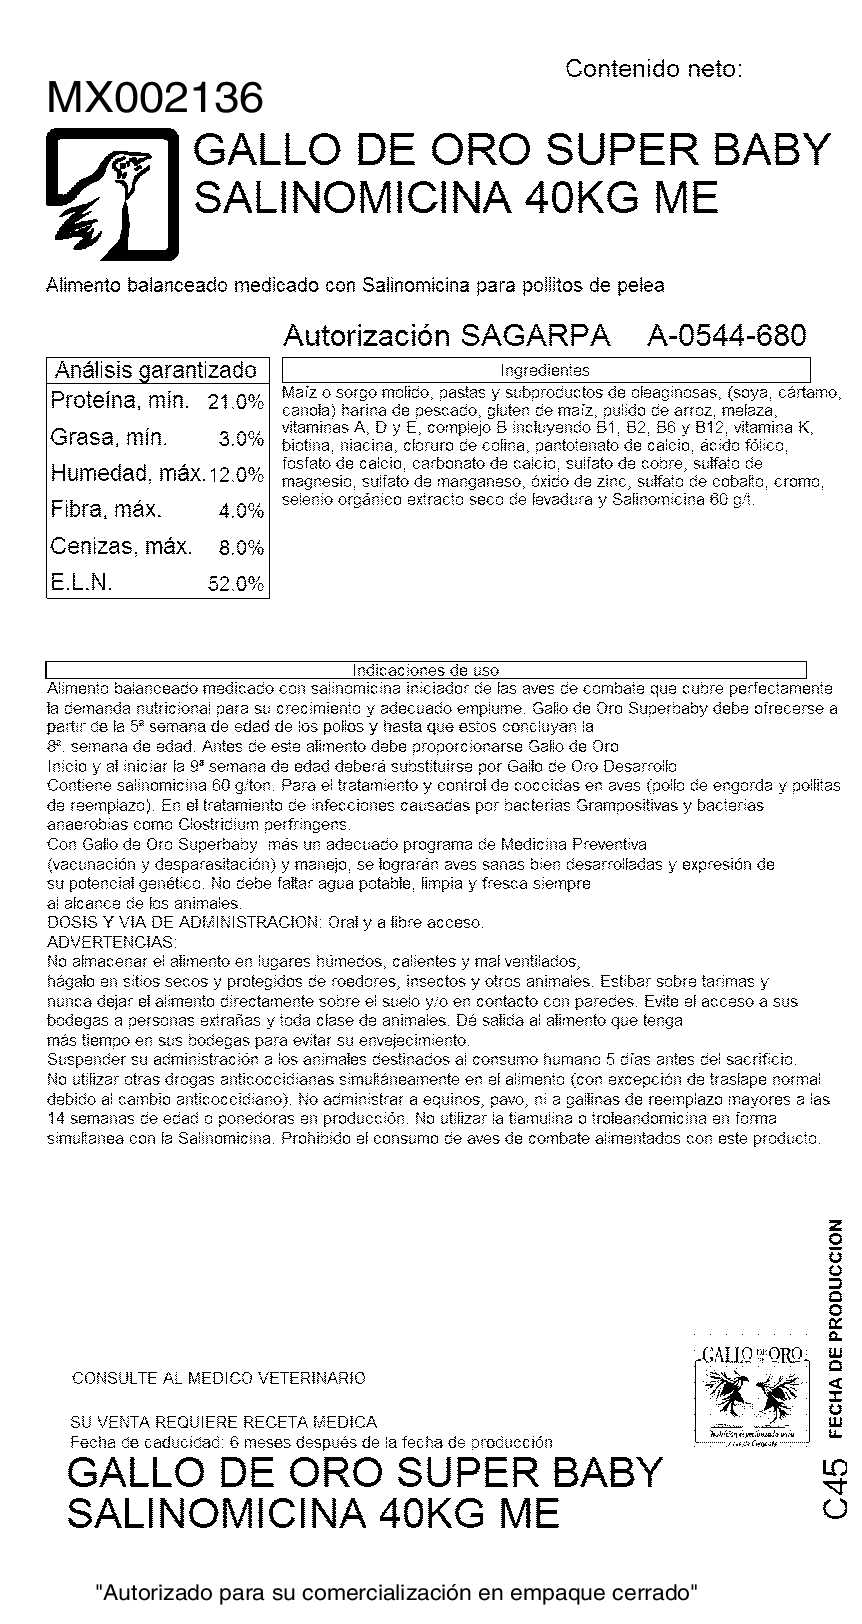 Contenido neto:
MX002136
GALLO DE ORO SUPER BABY
SALINOMICINA 40KG ME
Alimento balanceado medicado con Salinomicina para pollitos de pelea
Autorización SAGARPA A-0544-680
Análisis garantizado
Proteína, mín. 21.0%
Grasa, mín. 3.0%
Humedad, máx. 12.0%
Fibra, máx. 4.0%
Cenizas, máx. 8.0%
E.L.N. 52.0%
Ingredientes
Maíz o sorgo molido, pastas y subproductos de oleaginosas, (soya, cártamo,
canola) harina de pescado, gluten de maíz, pulido de arroz, melaza,
vitaminas A, D y E, complejo B incluyendo B1, B2, B6 y B12, vitamina K,
biotina, niacina, cloruro de colina, pantotenato de calcio, ácido fólico,
fosfato de calcio, carbonato de calcio, sulfato de cobre, sulfato de
magnesio, sulfato de manganeso, óxido de zinc, sulfato de cobalto, cromo,
selenio orgánico extracto seco de levadura y Salinomicina 60 g/t.
Indicaciones de uso
Alimento balanceado medicado con salinomicina iniciador de las aves de combate que cubre perfectamente
la demanda nutricional para su crecimiento y adecuado emplume. Gallo de Oro Superbaby debe ofrecerse a
partir de la 5ª semana de edad de los pollos y hasta que estos concluyan la
8ª. semana de edad. Antes de este alimento debe proporcionarse Gallo de Oro
Inicio y al iniciar la 9ª semana de edad deberá substituirse por Gallo de Oro Desarrollo
Contiene salinomicina 60 g/ton. Para el tratamiento y control de coccidas en aves (pollo de engorda y pollitas
de reemplazo). En el tratamiento de infecciones causadas por bacterias Grampositivas y bacterias
anaerobias como Clostridium perfringens.
Con Gallo de Oro Superbaby más un adecuado programa de Medicina Preventiva
(vacunación y desparasitación) y manejo, se lograrán aves sanas bien desarrolladas y expresión de
su potencial genético. No debe faltar agua potable, limpia y fresca siempre
al alcance de los animales.
DOSIS Y VIA DE ADMINISTRACION: Oral y a libre acceso.
ADVERTENCIAS:
No almacenar el alimento en lugares húmedos, calientes y mal ventilados,
hágalo en sitios secos y protegidos de roedores, insectos y otros animales. Estibar sobre tarimas y
nunca dejar el alimento directamente sobre el suelo y/o en contacto con paredes. Evite el acceso a sus
bodegas a personas extrañas y toda clase de animales. Dé salida al alimento que tenga
más tiempo en sus bodegas para evitar su envejecimiento.
Suspender su administración a los animales destinados al consumo humano 5 días antes del sacrificio.
No utilizar otras drogas anticoccidianas simultáneamente en el alimento (con excepción de traslape normal
debido al cambio anticoccidiano). No administrar a equinos, pavo, ni a gallinas de reemplazo mayores a las
14 semanas de edad o ponedoras en producción. No utilizar la tiamulina o troleandomicina en forma
simultanea con la Salinomicina. Prohibido el consumo de aves de combate alimentados con este producto.
FECHA DE PRODUCCION
C45
GALLO DE ORO
CONSULTE AL MEDICO VETERINARIO
SU VENTA REQUIERE RECETA MEDICA
Fecha de caducidad: 6 meses después de la fecha de producción
GALLO DE ORO SUPER BABY
SALINOMICINA 40KG ME
"Autorizado para su comercialización en empaque cerrado"